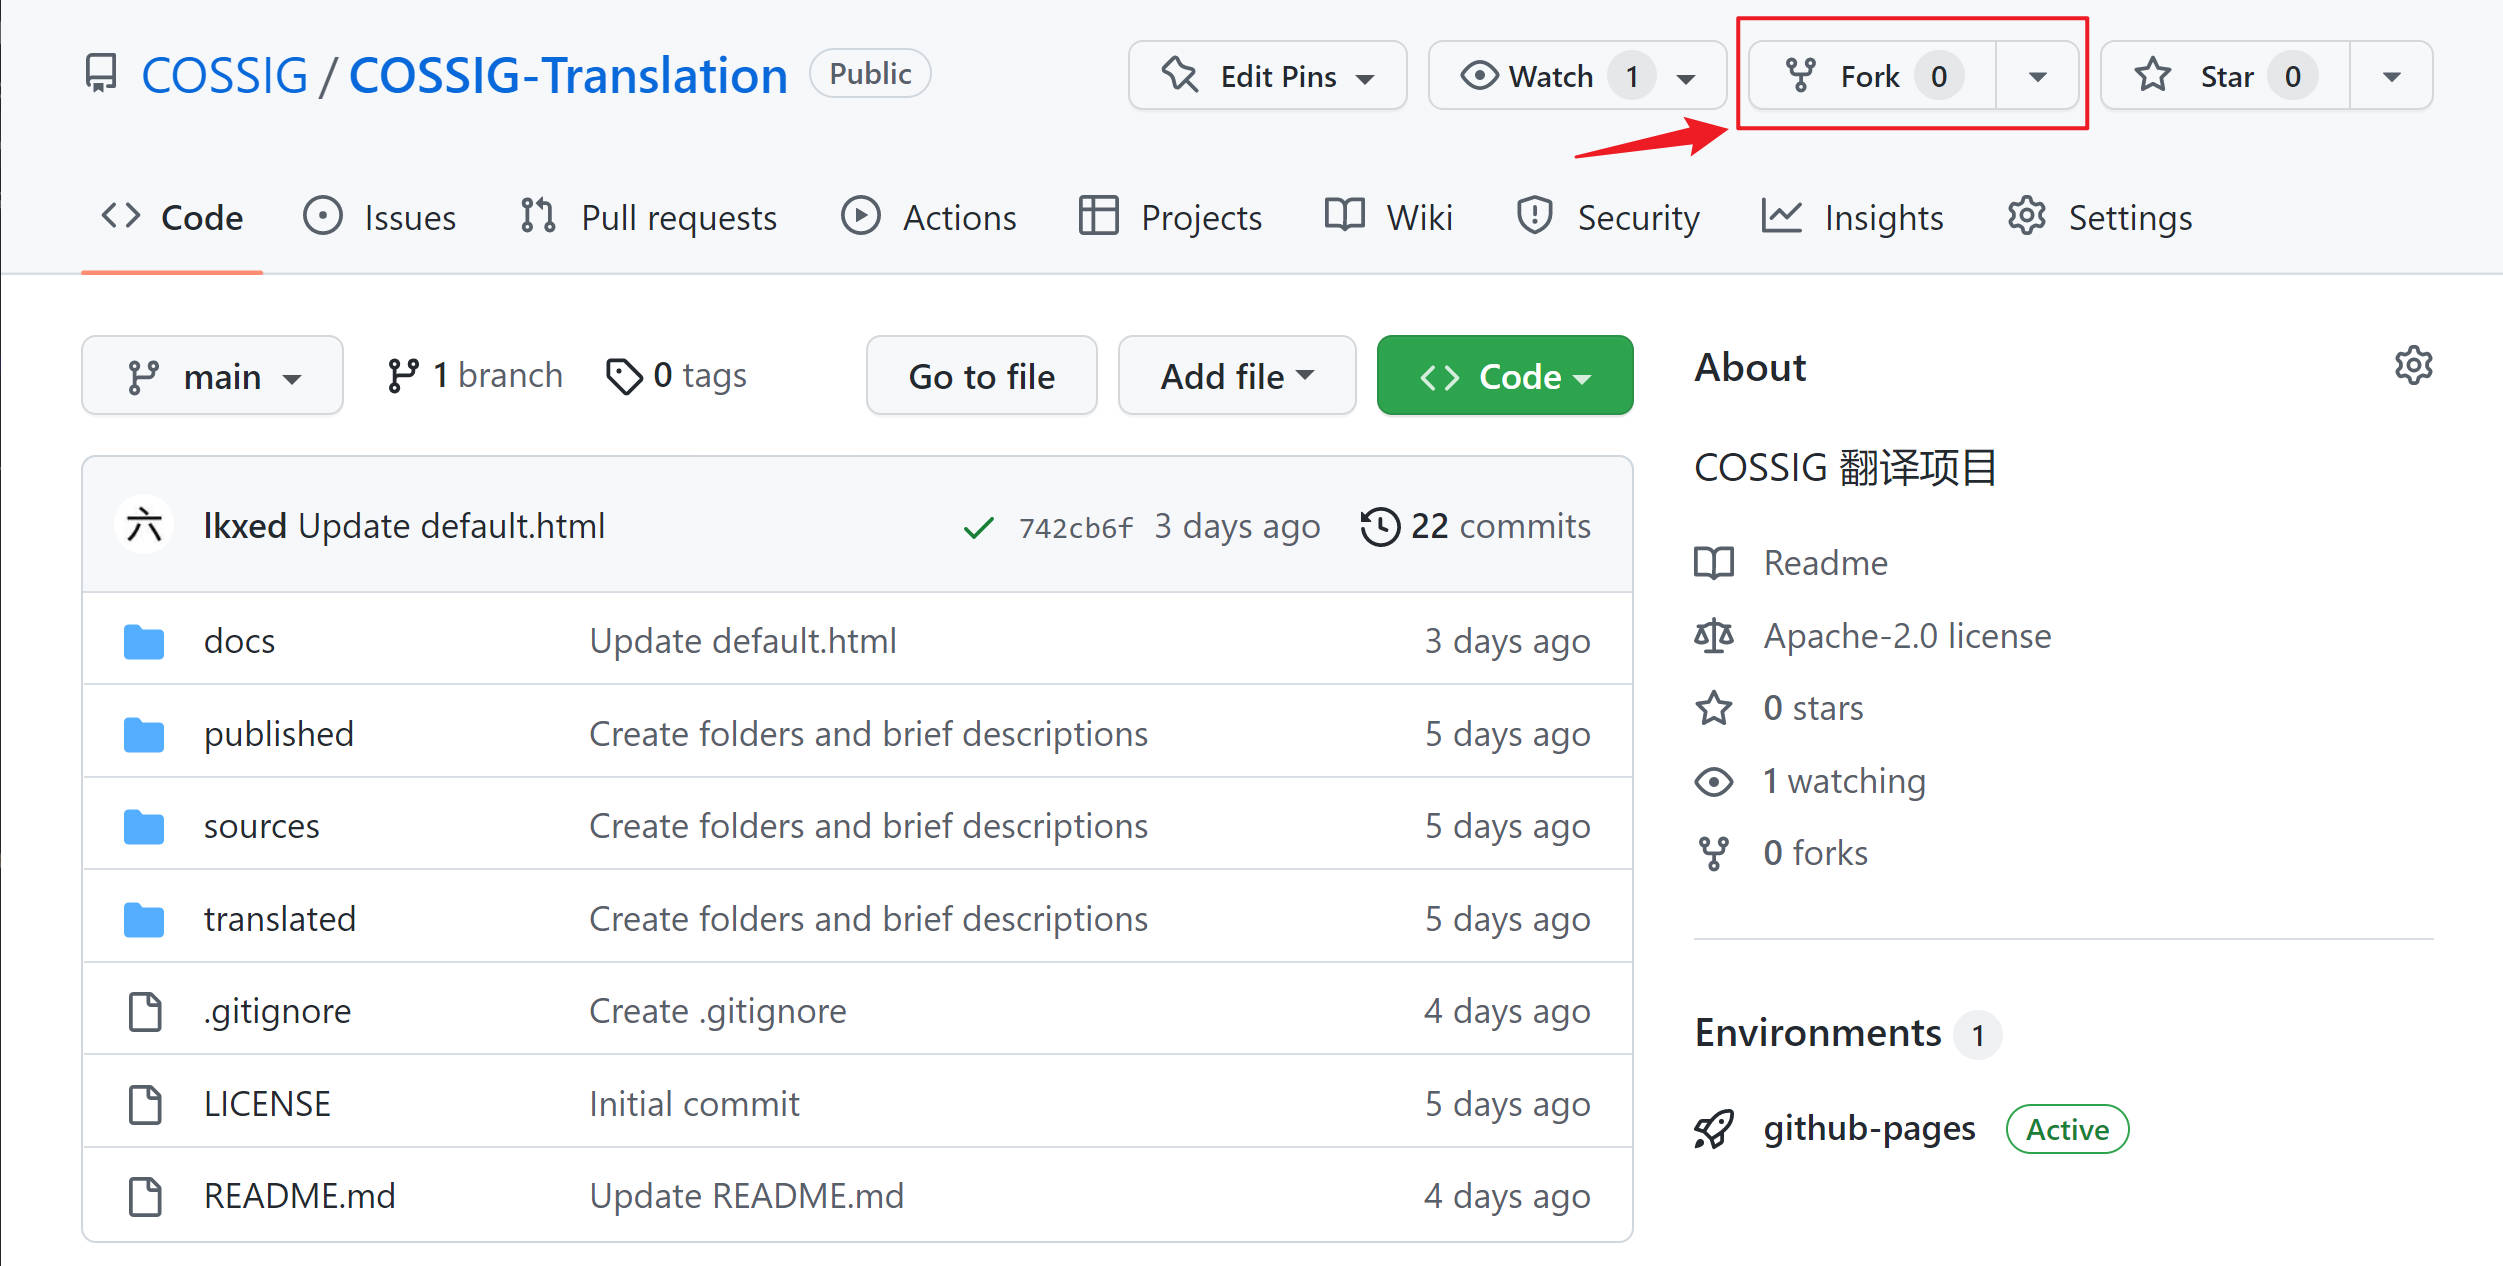 COSSIG / COSSIG-Translation Public
Edit Pins
Watch 1
Fork 0
Star 0
Code
Issues
Pull requests
Actions
Projects
Wiki
Security
Insights
Settings
main
1 branch
0 tags
Go to file
Add file
Code
六
lkxed Update default.html
742cb6f 3 days ago
22 commits
docs Update default.html 3 days ago
published Create folders and brief descriptions 5 days ago
sources Create folders and brief descriptions 5 days ago
translated Create folders and brief descriptions 5 days ago
.gitignore Create .gitignore 4 days ago
LICENSE Initial commit 5 days ago
README.md Update README.md 4 days ago
About
COSSIG 翻译项目
Readme
Apache-2.0 license
0 stars
1 watching
0 forks
Environments 1
github-pages Active